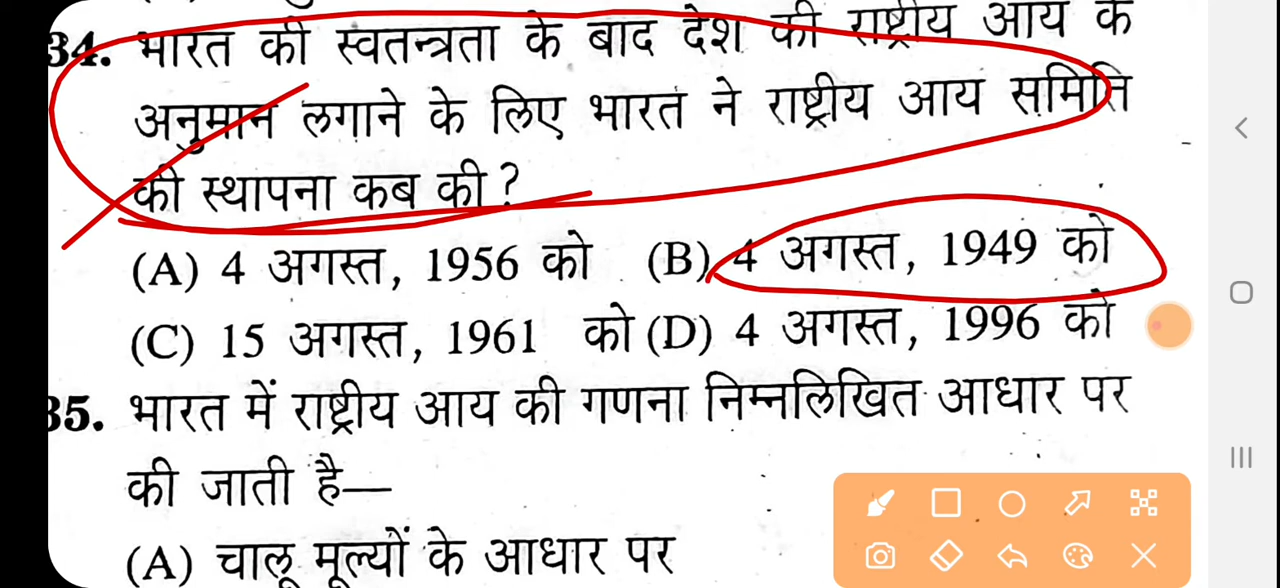 34. भारत की स्वतन्त्रता के बाद देश की राष्ट्रीय आय के
अनुमान लगाने के लिए भारत ने राष्ट्रीय आय समिति
की स्थापना कब की ?
(A) 4 अगस्त, 1956 को (B) 4 अगस्त, 1949 को
(C) 15 अगस्त, 1961 को (D) 4 अगस्त, 1996 को
35. भारत में राष्ट्रीय आय की गणना निम्नलिखित आधार पर
की जाती है—
(A) चालू मूल्यों के आधार पर